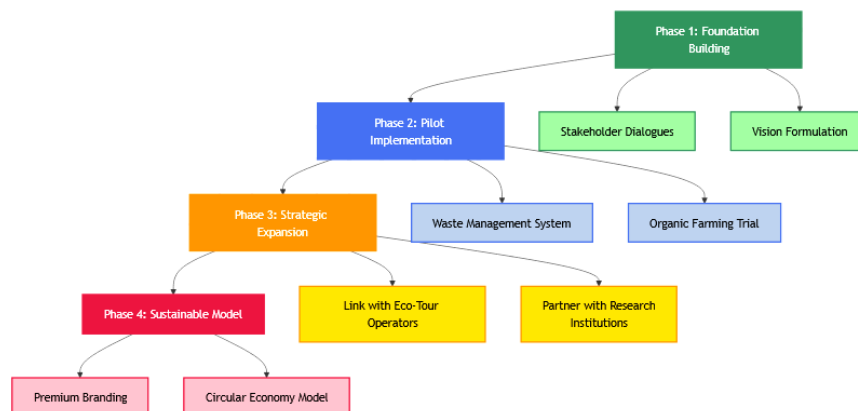 Phase 1: Foundation
Building
Phase 2: Pilot
Implementation
Stakeholder Dialogues
Vision Formulation
Phase 3: Strategic
Expansion
Waste Management System
Organic Farming Trial
Phase 4: Sustainable Model
Link with Eco-Tour
Operators
Partner with Research
Institutions
Premium Branding
Circular Economy Model